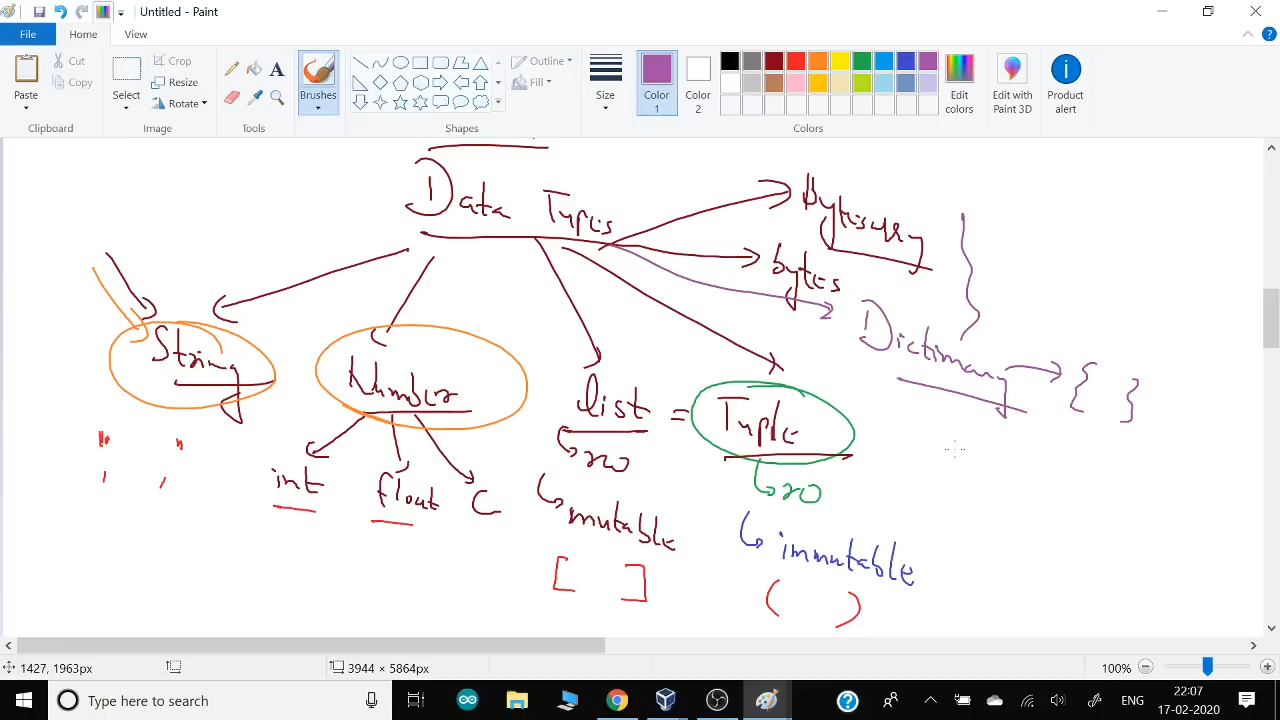 Untitled - Paint
File
Home
View
Paste
Cut
Copy
Clipboard
Select
Crop
Resize
Rotate
Image
Tools
Brushes
Shapes
Outline
Fill
Size
Color 1
Color 2
Colors
Edit colors
Edit with Paint 3D
Product alert
Data Types
bytes
Dictionary
{ }
String
Number
list = Tuple
" "
' '
int
float
C
mutable
immutable
[ ]
( )
1427, 1963px
3944 × 5864px
100%
Type here to search
ENG
22:07
17-02-2020